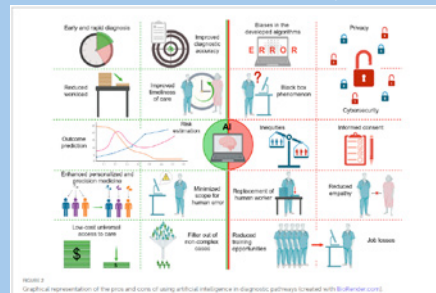 Early and rapid diagnosis
Improved
diagnostic
accuracy
Biases in the
developed algorithms
ERROR
Privacy
Reduced
workload
Improved
timeliness
of care
?
Black box
phenomenon
Cybersecurity
Outcome
prediction
Risk
estimation
AI
Inequities
Informed consent
Enhanced personalized and
precision medicine
Minimized
scope for
human error
Replacement of
human worker
Reduced
empathy
Low-cost universal
access to care
$
Filter out of
non-complex
cases
Reduced
training
opportunities
Job losses
FIGURE 2
Graphical representation of the pros and cons of using artificial intelligence in diagnostic pathways (created with BioRender.com).